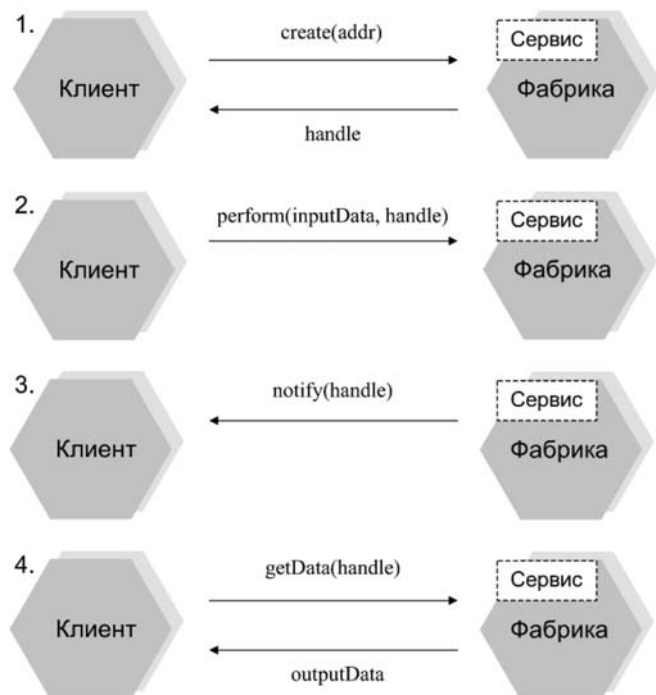 1.
create(addr)
Сервис
Клиент
Фабрика
handle
2.
perform(inputData, handle)
Сервис
Клиент
Фабрика
3.
notify(handle)
Сервис
Клиент
Фабрика
4.
getData(handle)
Сервис
Клиент
Фабрика
outputData